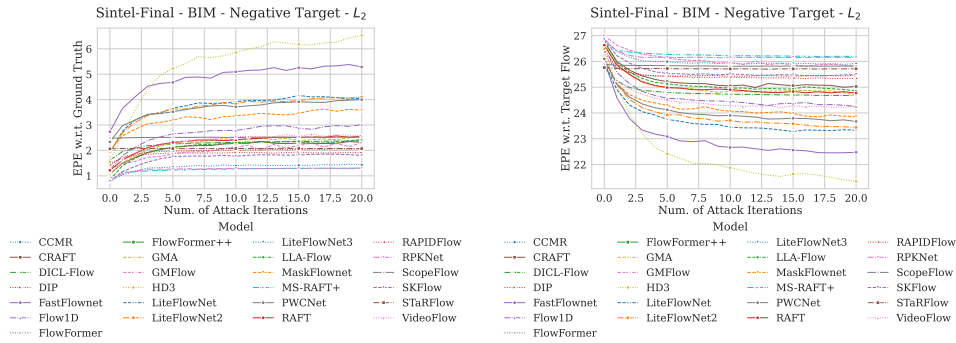 Sintel-Final - BIM - Negative Target - L2
EPE w.r.t. Ground Truth
6
5
4
3
2
1
0.0 2.5 5.0 7.5 10.0 12.5 15.0 17.5 20.0
Num. of Attack Iterations
Model
CCMR FlowFormer++ LiteFlowNet3 RAPIDFlow
CRAFT GMA LLA-Flow RPKNet
DICL-Flow GMFlow MaskFlownet ScopeFlow
DIP HD3 MS-RAFT+ SKFlow
FastFlownet LiteFlowNet PWCNet STaRFlow
Flow1D LiteFlowNet2 RAFT VideoFlow
FlowFormer
Sintel-Final - BIM - Negative Target - L2
EPE w.r.t. Target Flow
27
26
25
24
23
22
0.0 2.5 5.0 7.5 10.0 12.5 15.0 17.5 20.0
Num. of Attack Iterations
Model
CCMR FlowFormer++ LiteFlowNet3 RAPIDFlow
CRAFT GMA LLA-Flow RPKNet
DICL-Flow GMFlow MaskFlownet ScopeFlow
DIP HD3 MS-RAFT+ SKFlow
FastFlownet LiteFlowNet PWCNet STaRFlow
Flow1D LiteFlowNet2 RAFT VideoFlow
FlowFormer